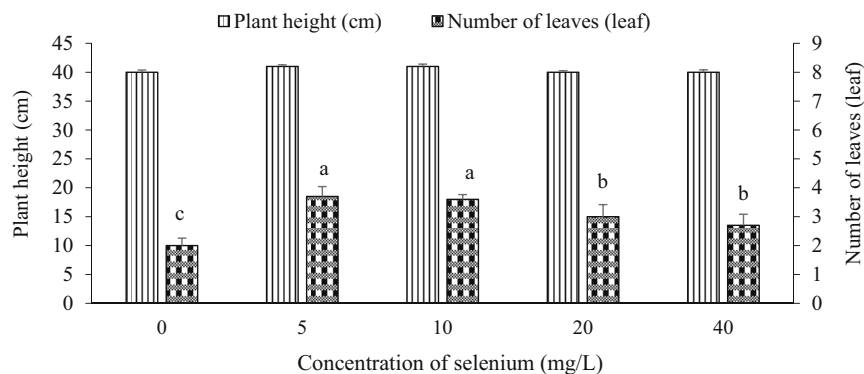 Plant height (cm) Number of leaves (leaf)
45
40
35
30
25
20
15
10
5
0
Plant height (cm)
9
8
7
6
5
4
3
2
1
0
Number of leaves (leaf)
c
a
a
b
b
0 5 10 20 40
Concentration of selenium (mg/L)